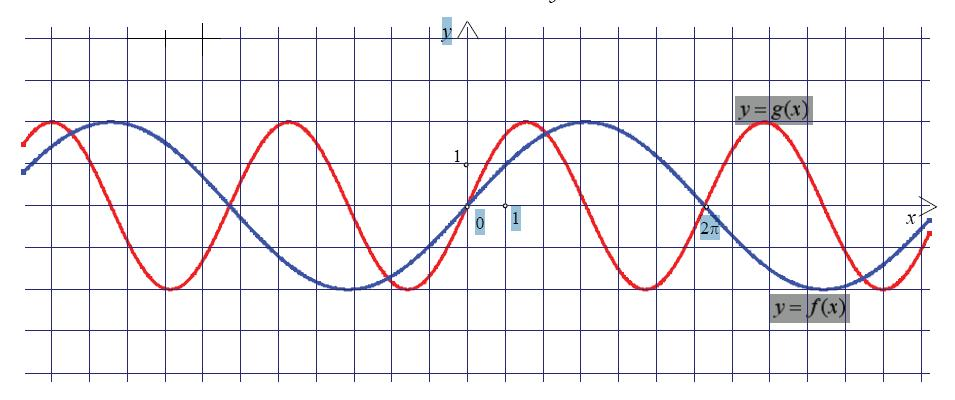 y
y = g(x)
1
x
0
1
2π
y = f(x)